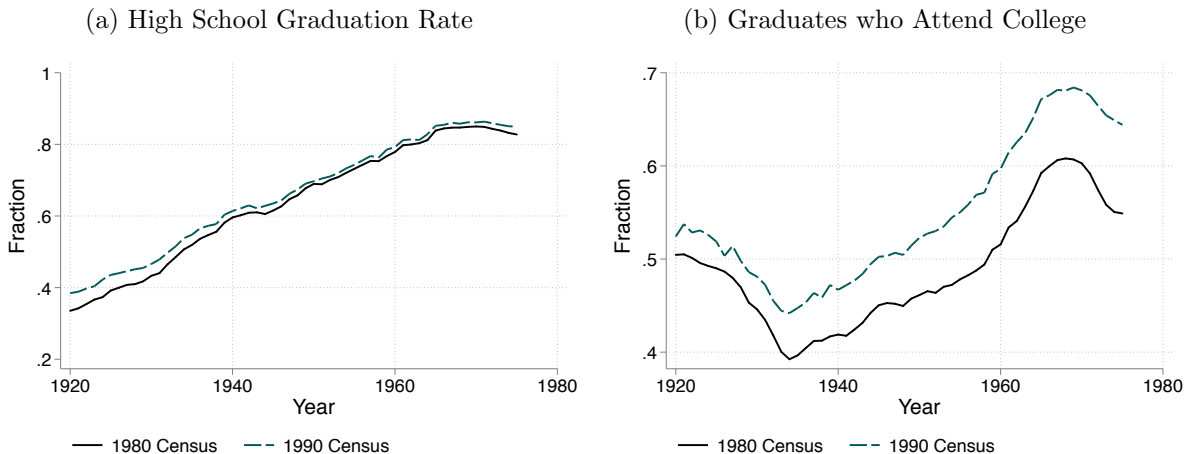 (a) High School Graduation Rate
1
.8
.6
.4
.2
Fraction
1920 1940 1960 1980
Year
1980 Census 1990 Census
(b) Graduates who Attend College
.7
.6
.5
.4
Fraction
1920 1940 1960 1980
Year
1980 Census 1990 Census